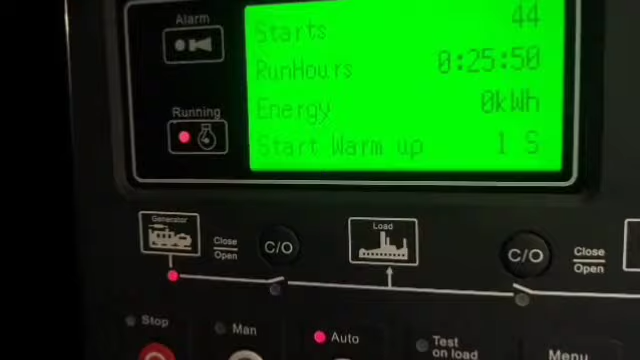 Alarm
Starts 44
RunHours 0:25:50
Running
Energy 0kWh
Start Warm up 1 S
Generator
Close
Open
C/O
Load
C/O
Close
Open
Stop
Man
Auto
Test
on load
Menu